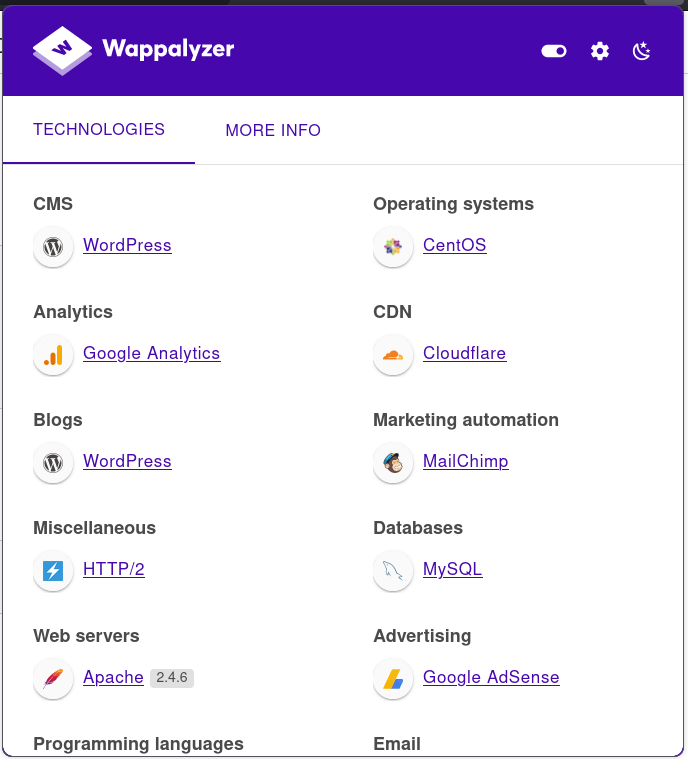 Wappalyzer
TECHNOLOGIES
MORE INFO
CMS
WordPress
Operating systems
CentOS
Analytics
Google Analytics
CDN
Cloudflare
Blogs
WordPress
Marketing automation
MailChimp
Miscellaneous
HTTP/2
Databases
MySQL
Web servers
Apache 2.4.6
Advertising
Google AdSense
Programming languages
Email